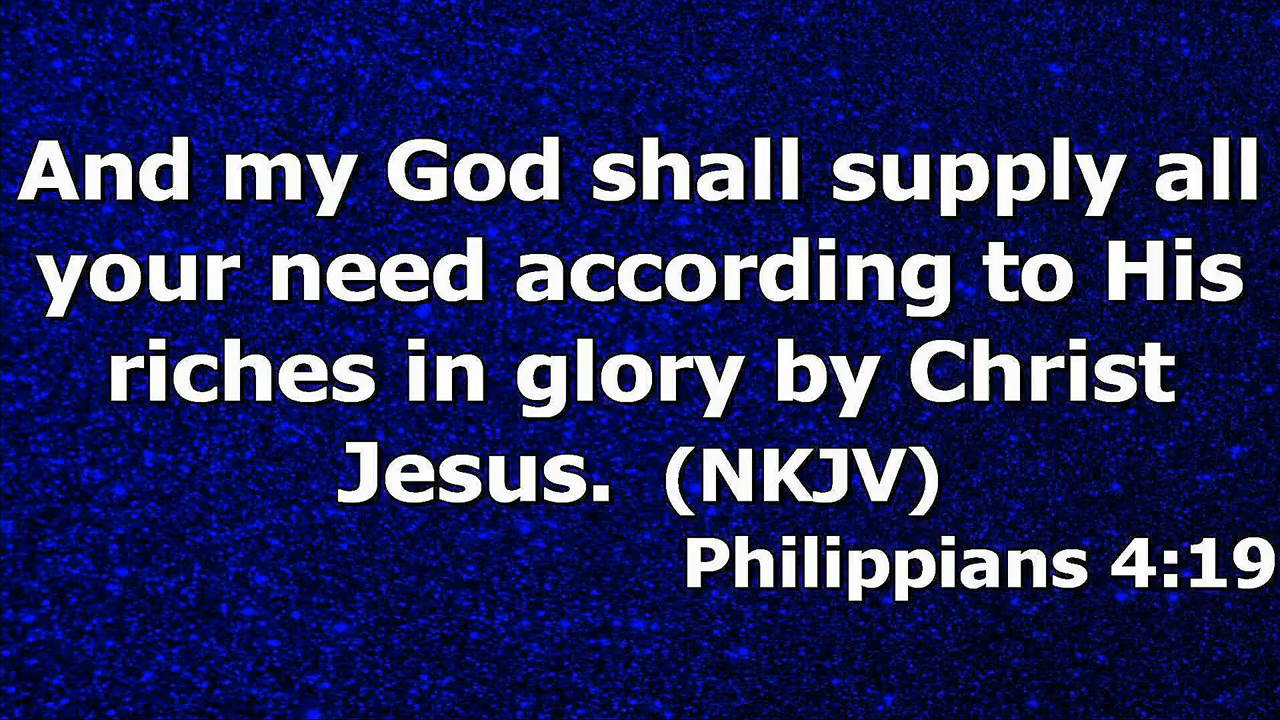 And my God shall supply all
your need according to His
riches in glory by Christ
Jesus.  (NKJV)
Philippians 4:19